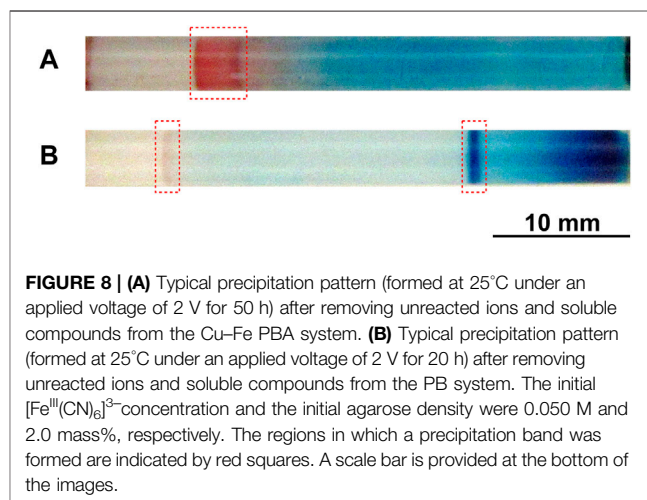 A
B
10 mm
FIGURE 8 | (A) Typical precipitation pattern (formed at 25°C under an
applied voltage of 2 V for 50 h) after removing unreacted ions and soluble
compounds from the Cu–Fe PBA system. (B) Typical precipitation pattern
(formed at 25°C under an applied voltage of 2 V for 20 h) after removing
unreacted ions and soluble compounds from the PB system. The initial
[Feᴵᴵᴵ(CN)₆]³⁻concentration and the initial agarose density were 0.050 M and
2.0 mass%, respectively. The regions in which a precipitation band was
formed are indicated by red squares. A scale bar is provided at the bottom of
the images.